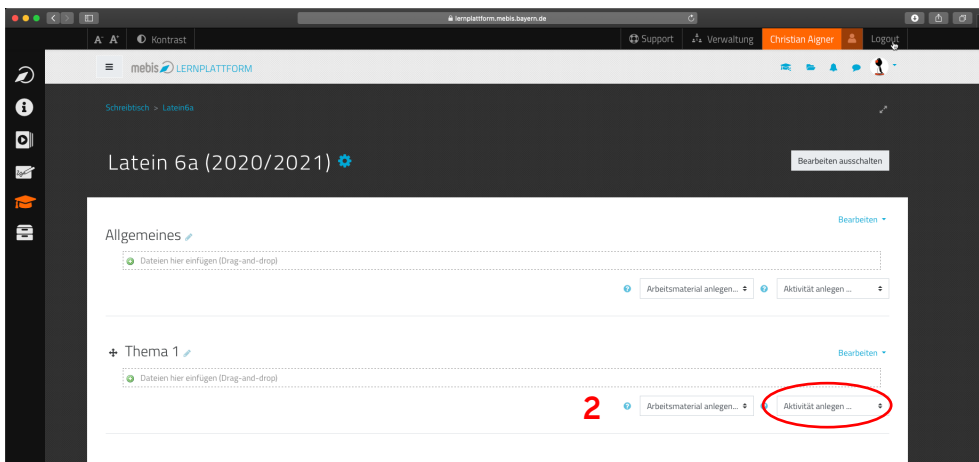 lernplattform.mebis.bayern.de
A- A+ Kontrast Support Verwaltung Christian Aigner Logout
mebis LERNPLATTFORM
Schreibtisch > Latein6a
Latein 6a (2020/2021) Bearbeiten ausschalten
Bearbeiten
Allgemeines
Dateien hier einfügen (Drag-and-drop)
Arbeitsmaterial anlegen... Aktivität anlegen ...
Thema 1 Bearbeiten
Dateien hier einfügen (Drag-and-drop)
2 Arbeitsmaterial anlegen... Aktivität anlegen ...